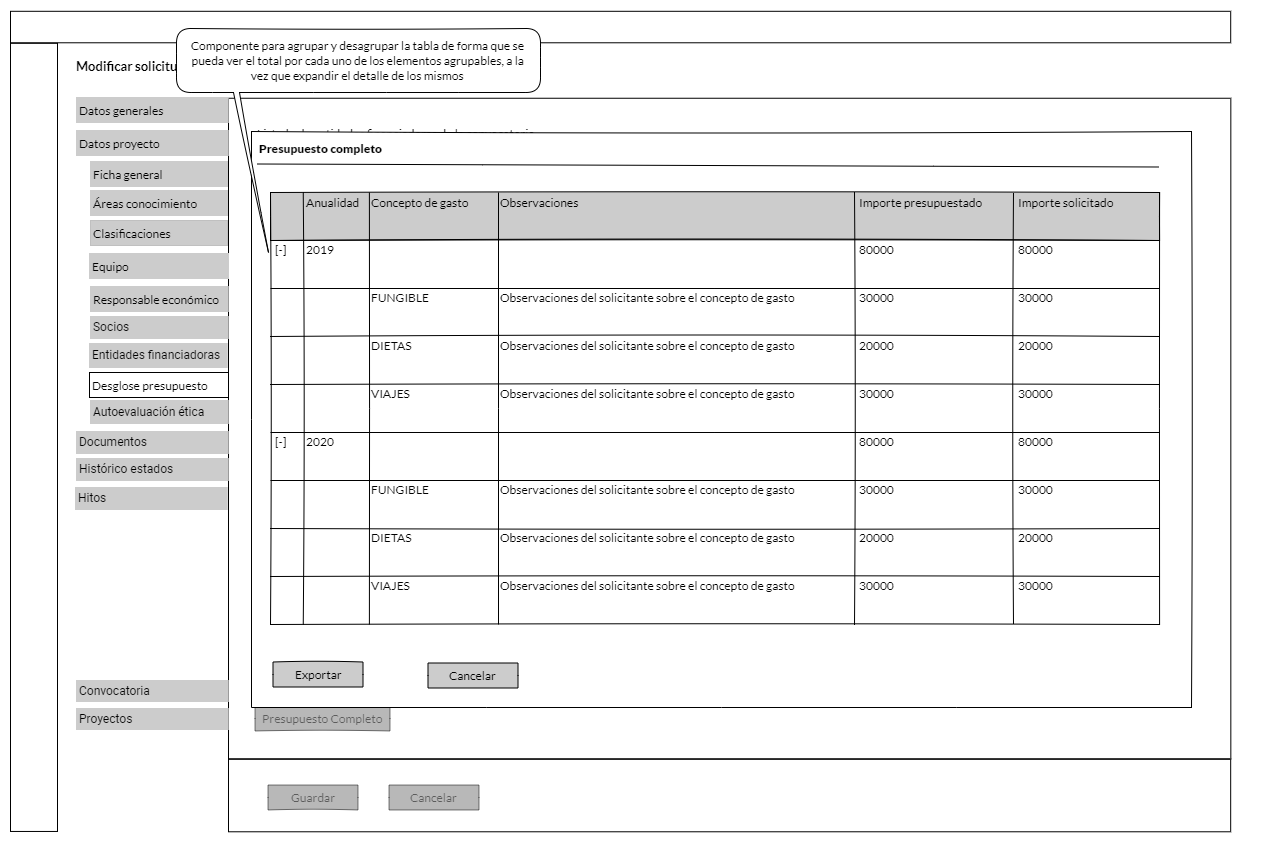 Componente para agrupar y desagrupar la tabla de forma que se
pueda ver el total por cada uno de los elementos agrupables, a la
vez que expandir el detalle de los mismos
Modificar
Datos generales
Datos proyecto
Ficha general
Áreas conocimiento
Clasificaciones
Equipo
Responsable económico
Socios
Entidades financiadoras
Desglose presupuesto
Autoevaluación ética
Documentos
Histórico estados
Hitos
Convocatoria
Proyectos
Presupuesto completo
Anualidad Concepto de gasto Observaciones Importe presupuestado Importe solicitado
[-] 2019 80000 80000
FUNGIBLE Observaciones del solicitante sobre el concepto de gasto 30000 30000
DIETAS Observaciones del solicitante sobre el concepto de gasto 20000 20000
VIAJES Observaciones del solicitante sobre el concepto de gasto 30000 30000
[-] 2020 80000 80000
FUNGIBLE Observaciones del solicitante sobre el concepto de gasto 30000 30000
DIETAS Observaciones del solicitante sobre el concepto de gasto 20000 20000
VIAJES Observaciones del solicitante sobre el concepto de gasto 30000 30000
Exportar Cancelar
Presupuesto Completo
Guardar Cancelar